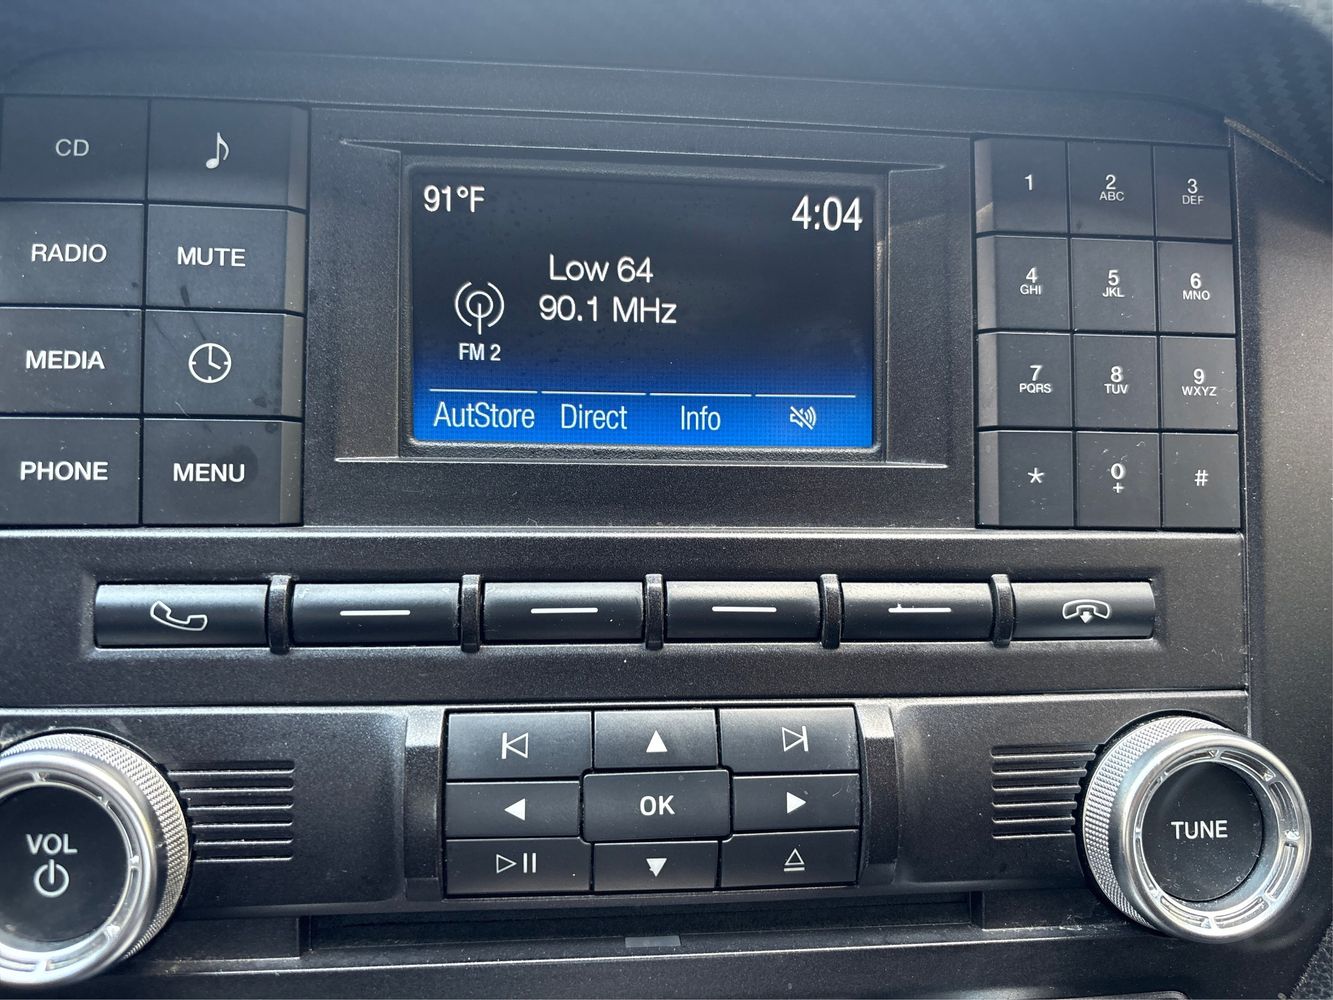 CD
RADIO
MUTE
MEDIA
PHONE
MENU
91°F
4:04
Low 64
90.1 MHz
FM 2
AutStore Direct Info
1
2
ABC
3
DEF
4
GHI
5
JKL
6
MNO
7
PQRS
8
TUV
9
WXYZ
*
0
+
#
OK
VOL
TUNE